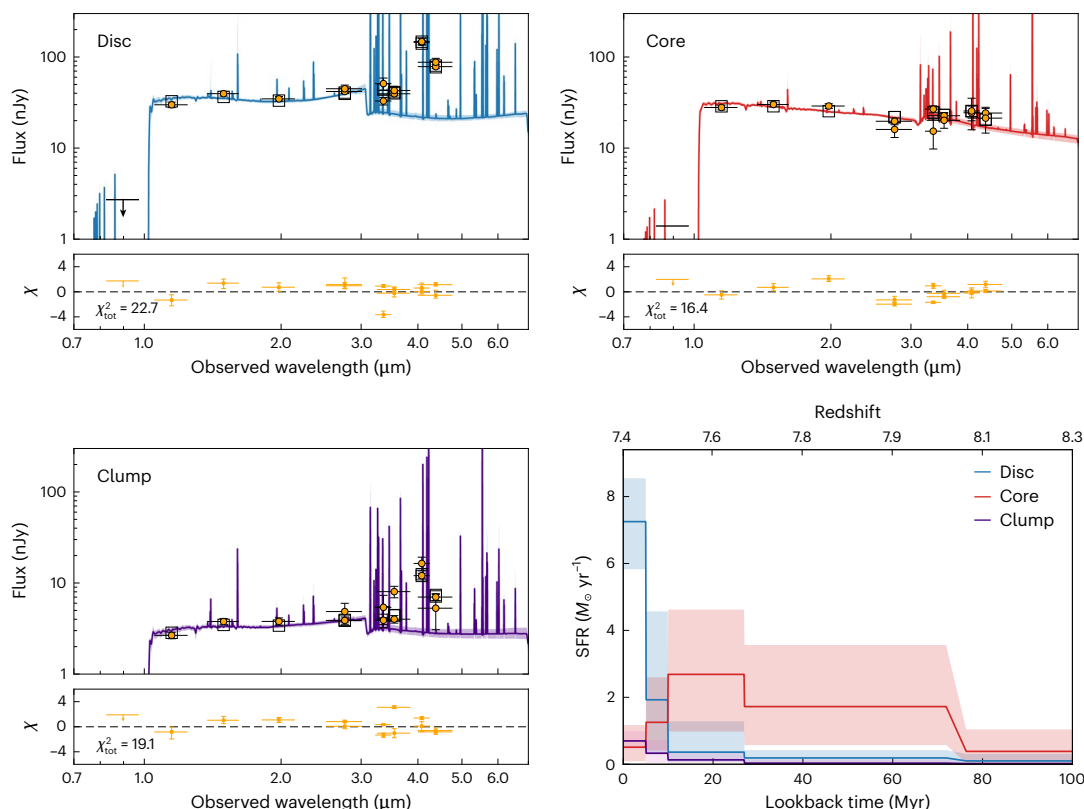 Disc
Flux (nJy)
100
10
1
χ
4
0
−4
χ²tot = 22.7
0.7 1.0 2.0 3.0 4.0 5.0 6.0
Observed wavelength (μm)
Core
Flux (nJy)
100
10
1
χ
4
0
−4
χ²tot = 16.4
0.7 1.0 2.0 3.0 4.0 5.0 6.0
Observed wavelength (μm)
Clump
Flux (nJy)
100
10
1
χ
4
0
−4
χ²tot = 19.1
0.7 1.0 2.0 3.0 4.0 5.0 6.0
Observed wavelength (μm)
Redshift
7.4 7.6 7.8 7.9 8.1 8.3
Disc
Core
Clump
SFR (M⊙ yr⁻¹)
8
6
4
2
0
0 20 40 60 80 100
Lookback time (Myr)